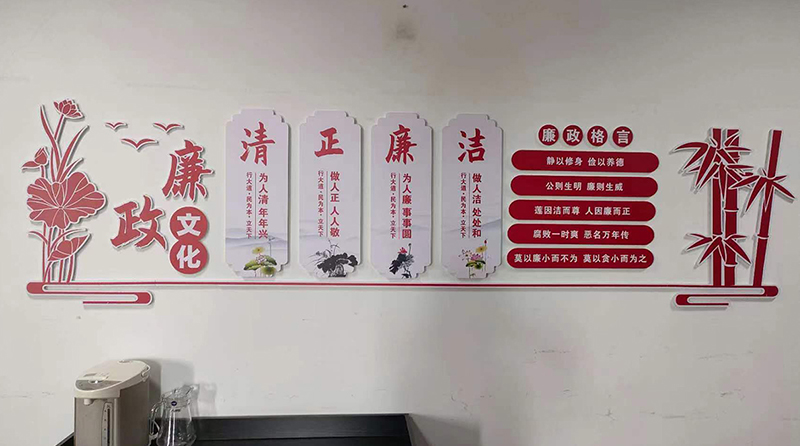 廉政
文化
清
为人清 年年兴
行大道·民为本·立天下
正
做人正 人人敬
行大道·民为本·立天下
廉
为人廉 事事圆
行大道·民为本·立天下
洁
做人洁 处处和
行大道·民为本·立天下
廉政格言
静以修身 俭以养德
公则生明 廉则生威
莲因洁而尊 人因廉而正
腐败一时爽 恶名万年传
莫以廉小而不为 莫以贪小而为之